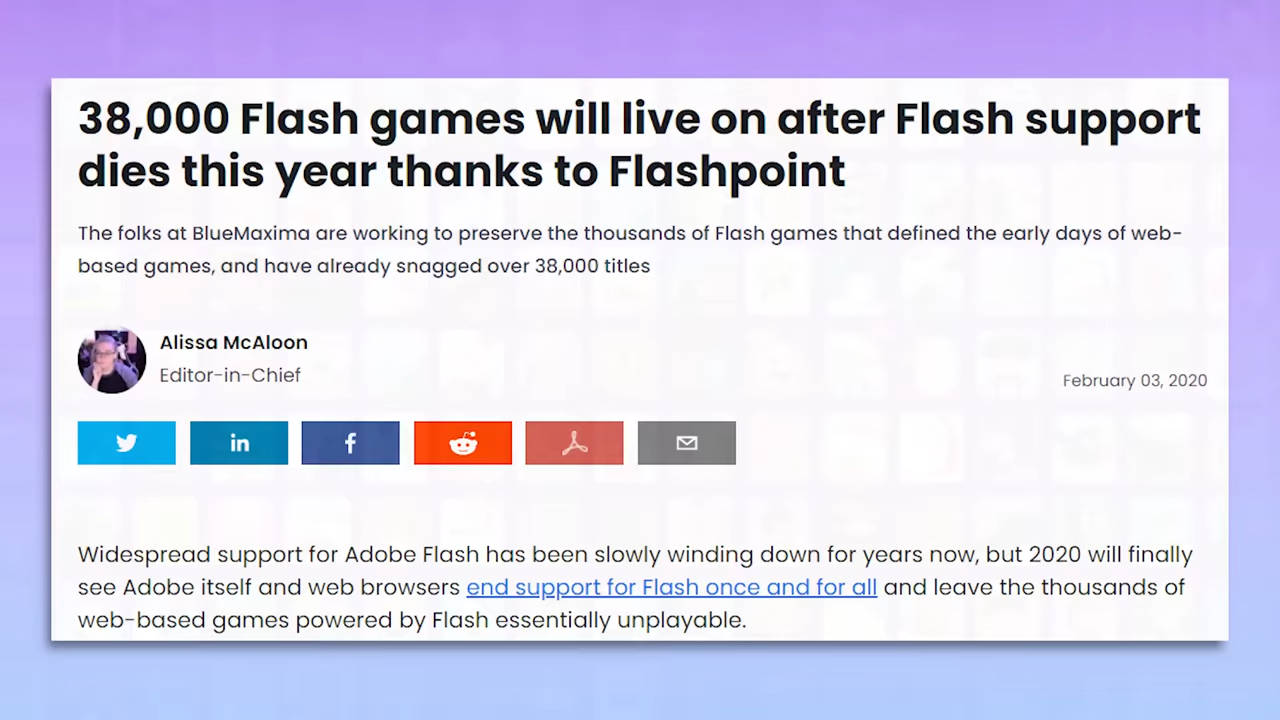 38,000 Flash games will live on after Flash support
dies this year thanks to Flashpoint
The folks at BlueMaxima are working to preserve the thousands of Flash games that defined the early days of web-
based games, and have already snagged over 38,000 titles
Alissa McAloon
Editor-in-Chief
February 03, 2020
in
f
Widespread support for Adobe Flash has been slowly winding down for years now, but 2020 will finally
see Adobe itself and web browsers end support for Flash once and for all and leave the thousands of
web-based games powered by Flash essentially unplayable.